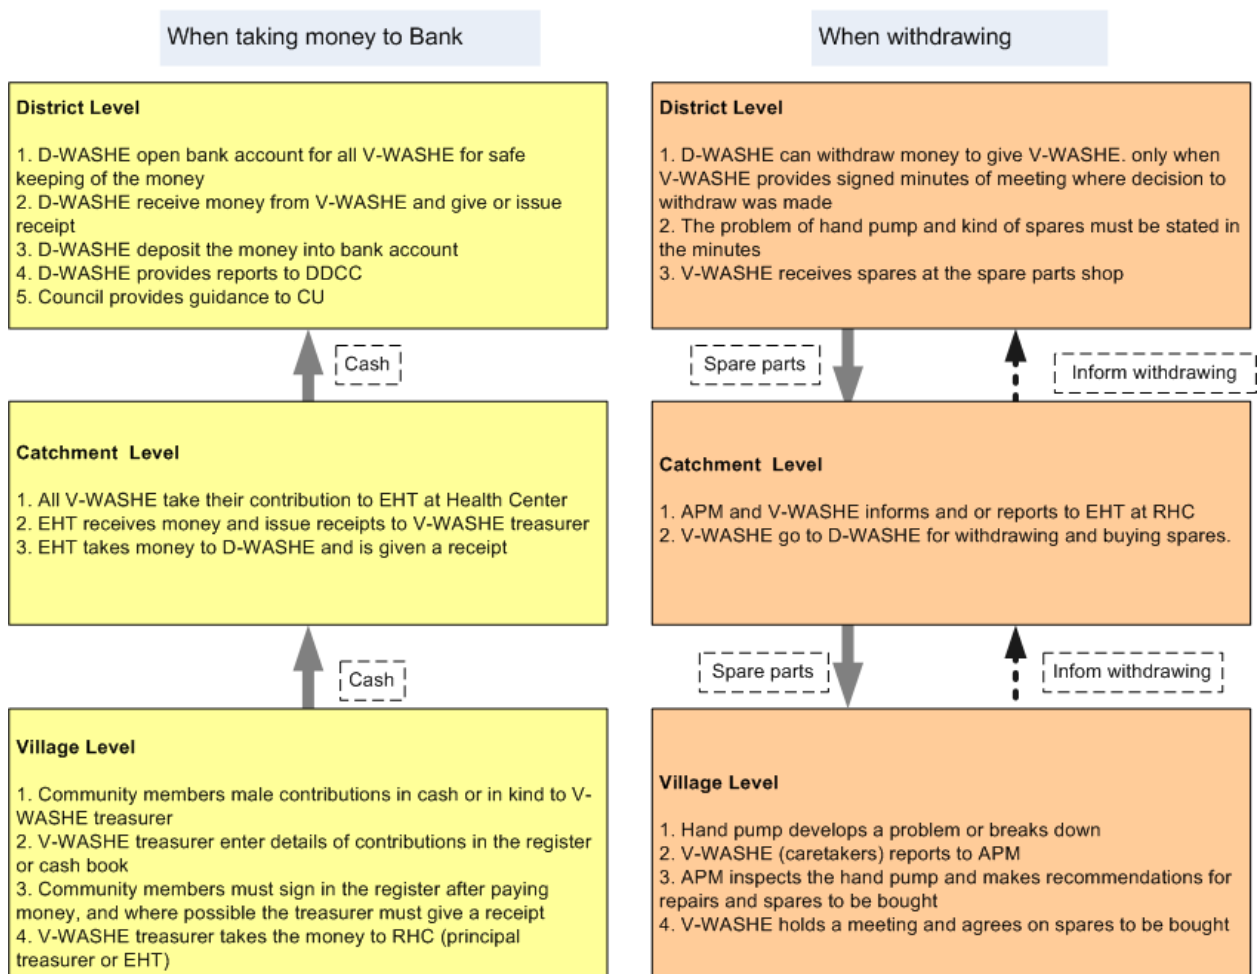 When taking money to Bank
District Level
1. D-WASHE open bank account for all V-WASHE for safe
keeping of the money
2. D-WASHE receive money from V-WASHE and give or issue
receipt
3. D-WASHE deposit the money into bank account
4. D-WASHE provides reports to DDCC
5. Council provides guidance to CU
Cash
Catchment Level
1. All V-WASHE take their contribution to EHT at Health Center
2. EHT receives money and issue receipts to V-WASHE treasurer
3. EHT takes money to D-WASHE and is given a receipt
Cash
Village Level
1. Community members male contributions in cash or in kind to V-
WASHE treasurer
2. V-WASHE treasurer enter details of contributions in the register
or cash book
3. Community members must sign in the register after paying
money, and where possible the treasurer must give a receipt
4. V-WASHE treasurer takes the money to RHC (principal
treasurer or EHT)
When withdrawing
District Level
1. D-WASHE can withdraw money to give V-WASHE. only when
V-WASHE provides signed minutes of meeting where decision to
withdraw was made
2. The problem of hand pump and kind of spares must be stated in
the minutes
3. V-WASHE receives spares at the spare parts shop
Spare parts
Inform withdrawing
Catchment Level
1. APM and V-WASHE informs and or reports to EHT at RHC
2. V-WASHE go to D-WASHE for withdrawing and buying spares.
Spare parts
Infom withdrawing
Village Level
1. Hand pump develops a problem or breaks down
2. V-WASHE (caretakers) reports to APM
3. APM inspects the hand pump and makes recommendations for
repairs and spares to be bought
4. V-WASHE holds a meeting and agrees on spares to be bought